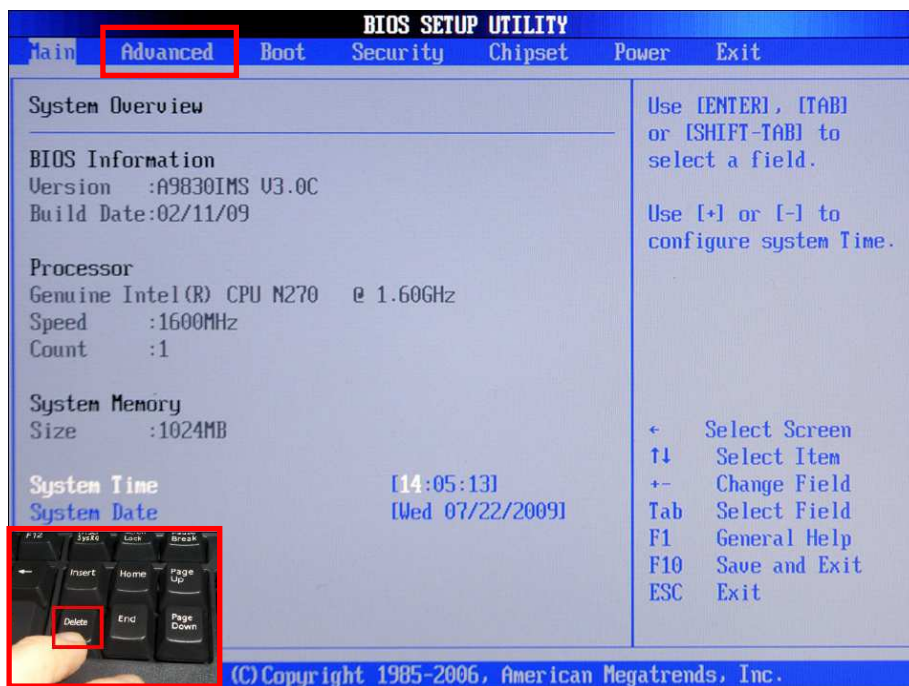 BIOS SETUP UTILITY
Main Advanced Boot Security Chipset Power Exit
System Overview
BIOS Information
Version :A9830IMS V3.0C
Build Date:02/11/09
Processor
Genuine Intel(R) CPU N270 @ 1.60GHz
Speed :1600MHz
Count :1
System Memory
Size :1024MB
System Time [14:05:13]
System Date [Wed 07/22/2009]
Use [ENTER], [TAB]
or [SHIFT-TAB] to
select a field.
Use [+] or [-] to
configure system Time.
← Select Screen
↑↓ Select Item
+- Change Field
Tab Select Field
F1 General Help
F10 Save and Exit
ESC Exit
F12 SysRq Lock Break
← Insert Home Page Up
Delete End Page Down
(C)Copyright 1985-2006, American Megatrends, Inc.